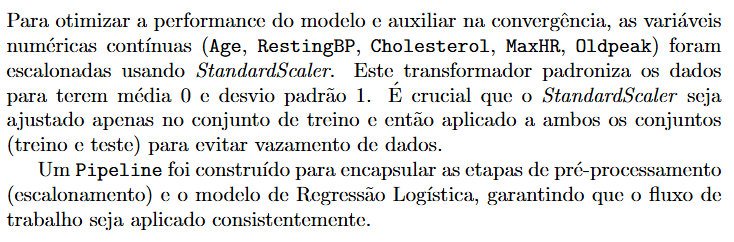 Para otimizar a performance do modelo e auxiliar na convergência, as variáveis
numéricas contínuas (Age, RestingBP, Cholesterol, MaxHR, Oldpeak) foram
escalonadas usando StandardScaler. Este transformador padroniza os dados
para terem média 0 e desvio padrão 1. É crucial que o StandardScaler seja
ajustado apenas no conjunto de treino e então aplicado a ambos os conjuntos
(treino e teste) para evitar vazamento de dados.
Um Pipeline foi construído para encapsular as etapas de pré-processamento
(escalonamento) e o modelo de Regressão Logística, garantindo que o fluxo de
trabalho seja aplicado consistentemente.